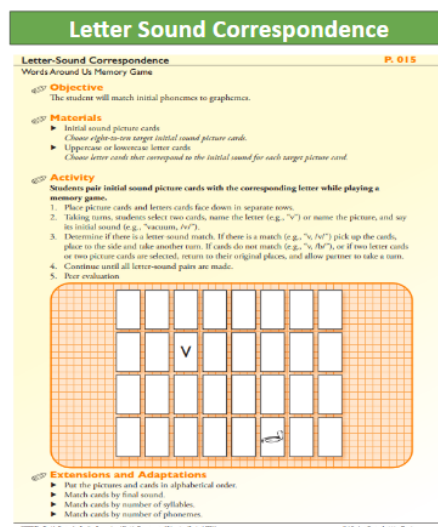 Letter Sound Correspondence
Letter-Sound Correspondence P. 015
Words Around Us Memory Game
Objective
The student will match initial phonemes to graphemes.
Materials
► Initial sound picture cards
Choose eight-to-ten target initial sound picture cards.
► Uppercase or lowercase letter cards
Choose letter cards that correspond to the initial sound for each target picture card.
Activity
Students pair initial sound picture cards with the corresponding letter while playing a
memory game.
1. Place picture cards and letters cards face down in separate rows.
2. Taking turns, students select two cards, name the letter (e.g., "v") or name the picture, and say
its initial sound (e.g., "vacuum, /v/").
3. Determine if there is a letter sound match. If there is a match (e.g., "v, /v/") pick up the cards,
place to the side and take another turn. If cards do not match (e.g., "v, /b/"), or if two letter cards
or two picture cards are selected, return to their original places, and allow partner to take a turn.
4. Continue until all letter-sound pairs are made.
5. Peer evaluation
V
Extensions and Adaptations
► Put the pictures and cards in alphabetical order.
► Match cards by final sound.
► Match cards by number of syllables.
► Match cards by number of phonemes.